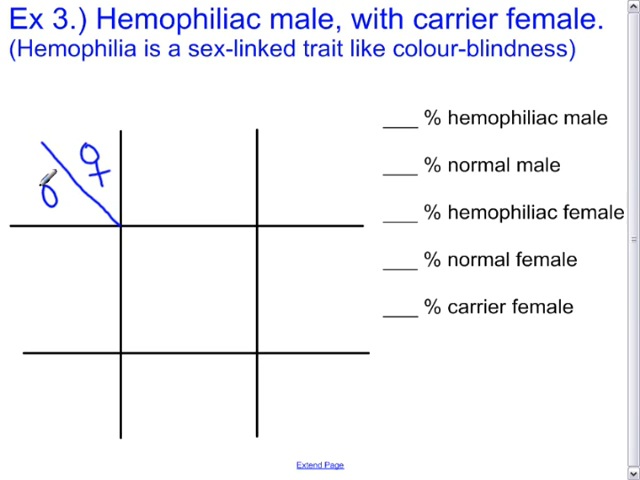 Ex 3.) Hemophiliac male, with carrier female.
(Hemophilia is a sex-linked trait like colour-blindness)
___ % hemophiliac male
___ % normal male
___ % hemophiliac female
___ % normal female
___ % carrier female
Extend Page